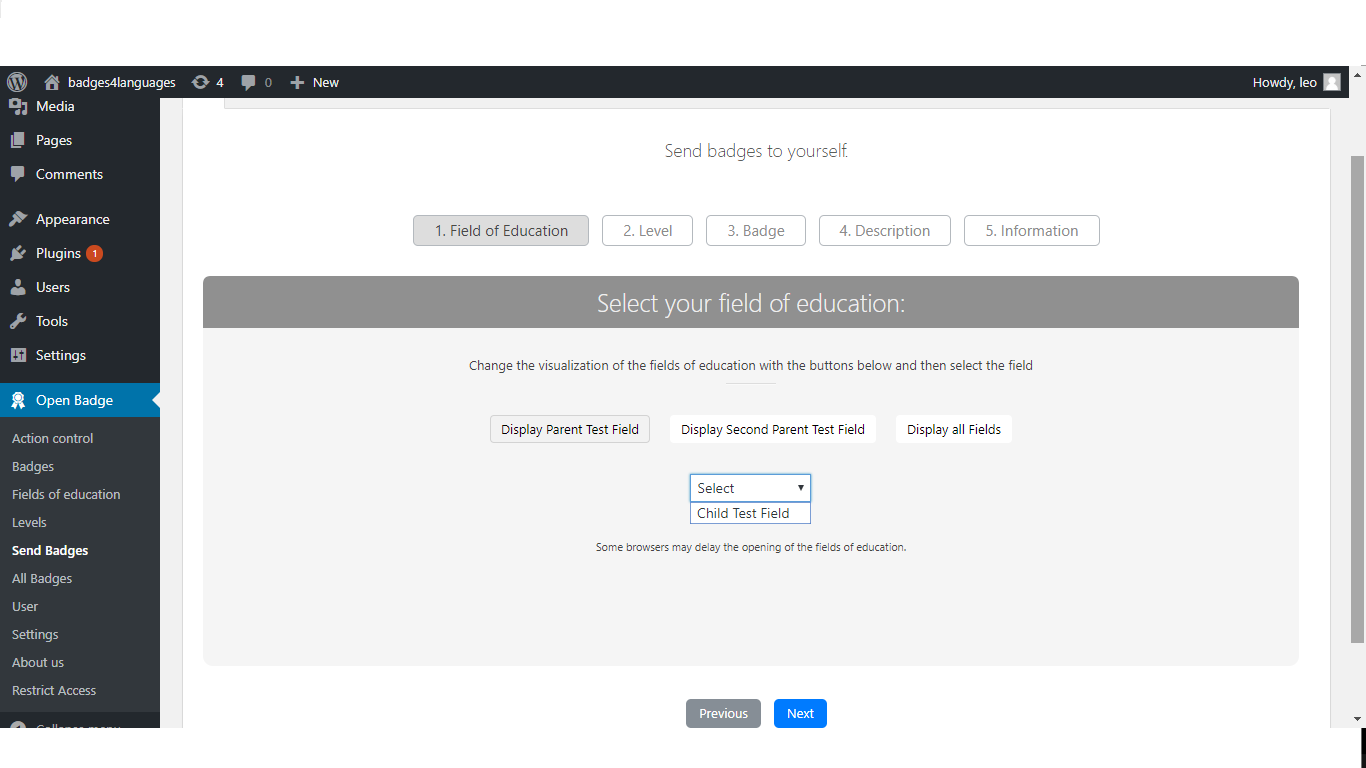 badges4languages 4 0 New Howdy, leo
Media
Pages
Comments
Appearance
Plugins 1
Users
Tools
Settings
Open Badge
Action control
Badges
Fields of education
Levels
Send Badges
All Badges
User
Settings
About us
Restrict Access
Collapse menu
Send badges to yourself.
1. Field of Education 2. Level 3. Badge 4. Description 5. Information
Select your field of education:
Change the visualization of the fields of education with the buttons below and then select the field
Display Parent Test Field Display Second Parent Test Field Display all Fields
Select
Child Test Field
Some browsers may delay the opening of the fields of education.
Previous Next